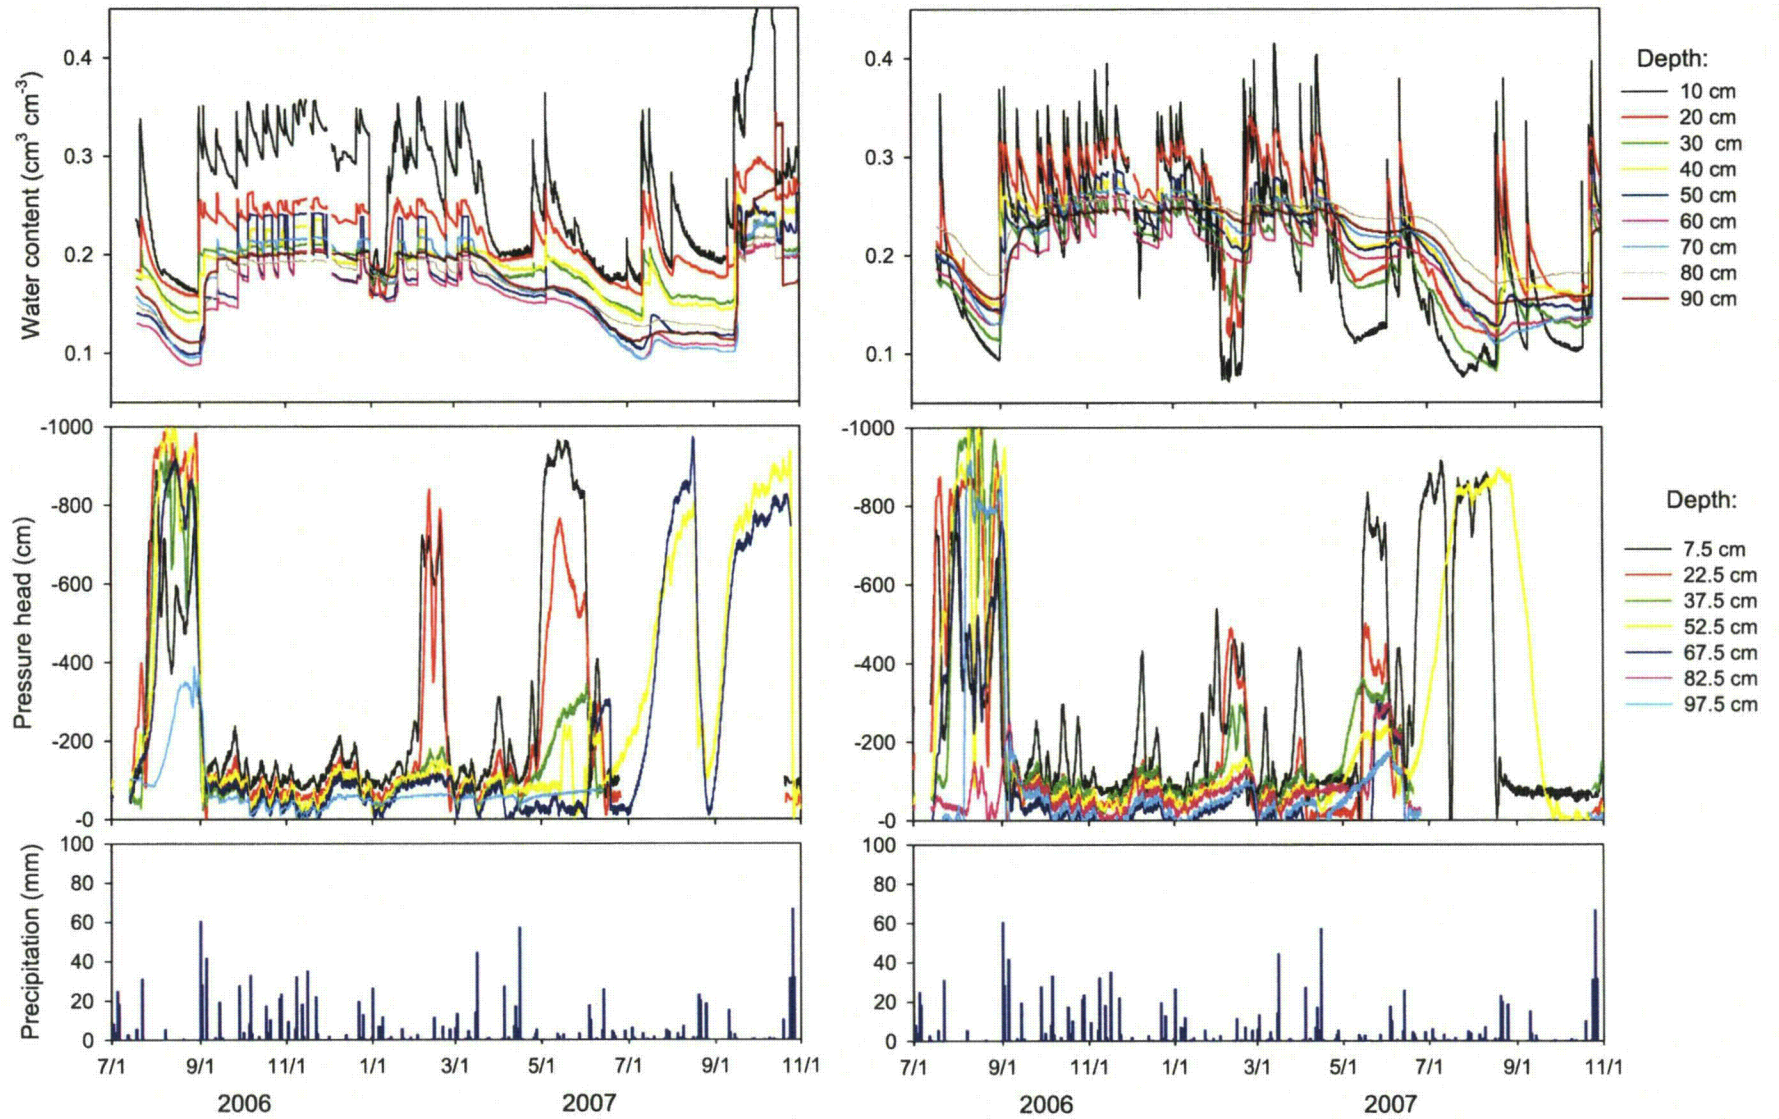 Water content (cm³ cm⁻³)
0.4
0.3
0.2
0.1
0.4
0.3
0.2
0.1
Depth:
10 cm
20 cm
30 cm
40 cm
50 cm
60 cm
70 cm
80 cm
90 cm
Pressure head (cm)
-1000
-800
-600
-400
-200
-0
-1000
-800
-600
-400
-200
-0
Depth:
7.5 cm
22.5 cm
37.5 cm
52.5 cm
67.5 cm
82.5 cm
97.5 cm
Precipitation (mm)
100
80
60
40
20
0
100
80
60
40
20
0
7/1 9/1 11/1 1/1 3/1 5/1 7/1 9/1 11/1
7/1 9/1 11/1 1/1 3/1 5/1 7/1 9/1 11/1
2006 2007
2006 2007